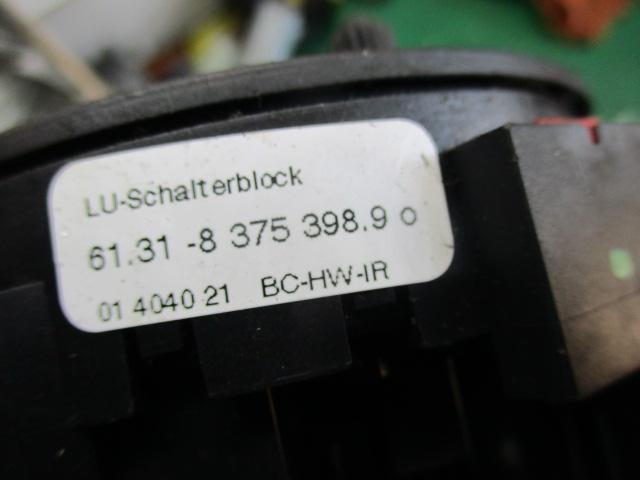 LU-Schalterblock
61.31 -8 375 398.9 o
01 4040 21 BC-HW-IR